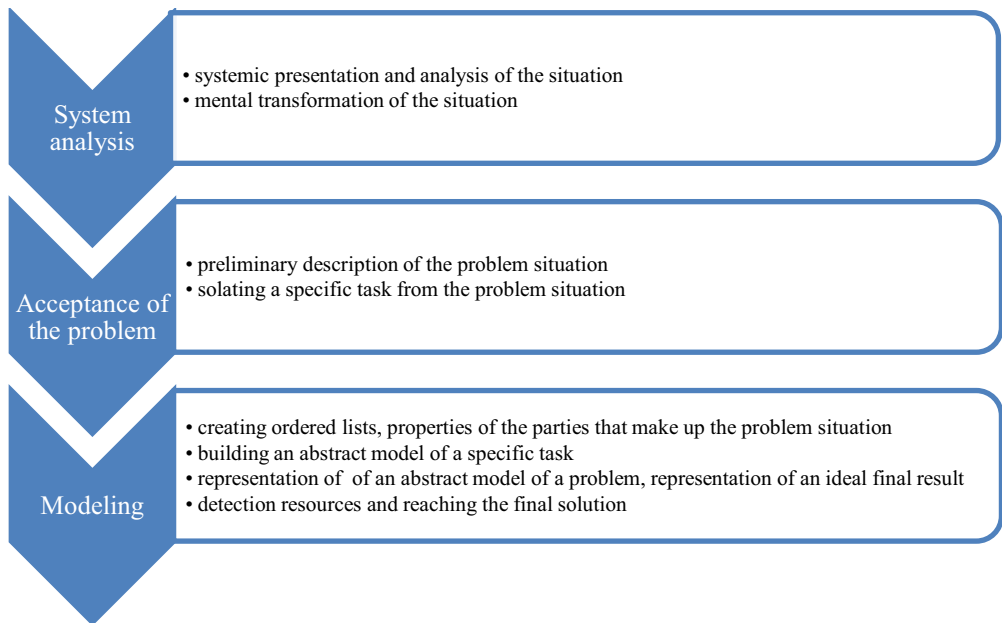 System
analysis
• systemic presentation and analysis of the situation
• mental transformation of the situation
Acceptance of
the problem
• preliminary description of the problem situation
• solating a specific task from the problem situation
Modeling
• creating ordered lists, properties of the parties that make up the problem situation
• building an abstract model of a specific task
• representation of of an abstract model of a problem, representation of an ideal final result
• detection resources and reaching the final solution